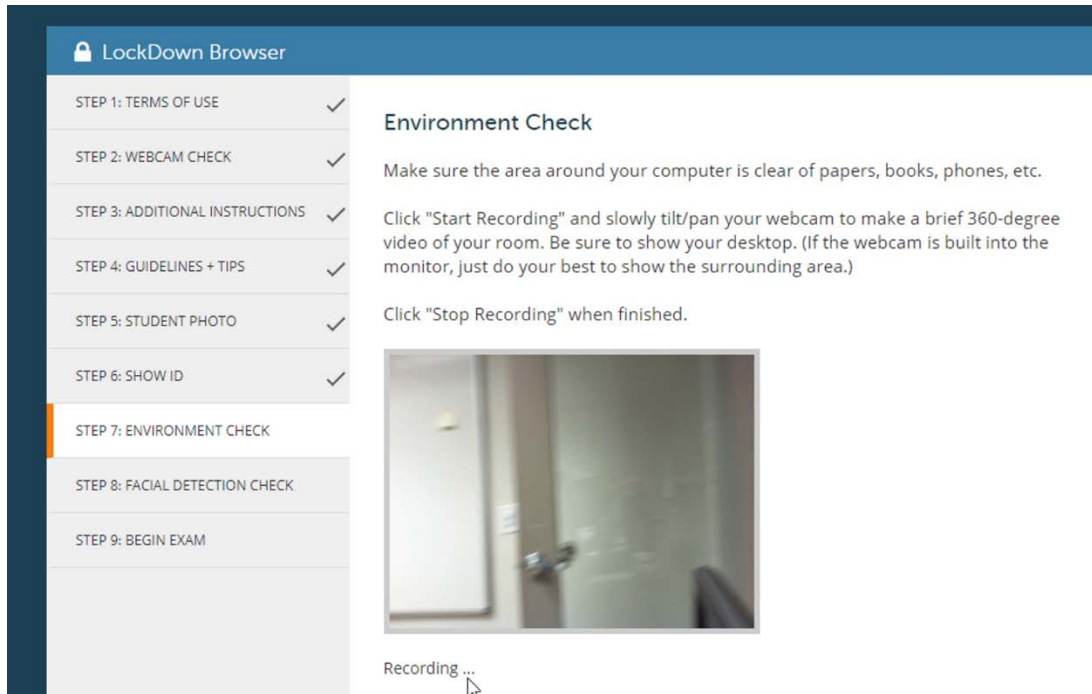 LockDown Browser
STEP 1: TERMS OF USE
STEP 2: WEBCAM CHECK
STEP 3: ADDITIONAL INSTRUCTIONS
STEP 4: GUIDELINES + TIPS
STEP 5: STUDENT PHOTO
STEP 6: SHOW ID
STEP 7: ENVIRONMENT CHECK
STEP 8: FACIAL DETECTION CHECK
STEP 9: BEGIN EXAM
Environment Check
Make sure the area around your computer is clear of papers, books, phones, etc.
Click "Start Recording" and slowly tilt/pan your webcam to make a brief 360-degree
video of your room. Be sure to show your desktop. (If the webcam is built into the
monitor, just do your best to show the surrounding area.)
Click "Stop Recording" when finished.
Recording ...